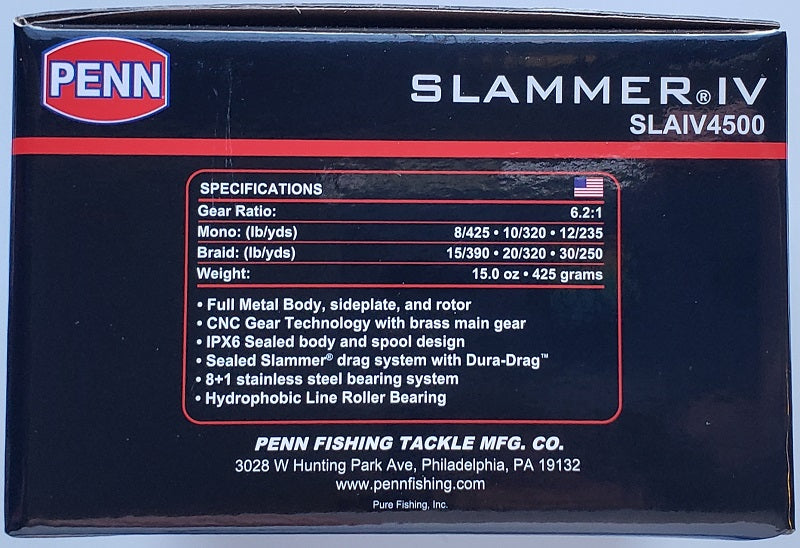 PENN
SLAMMER® IV
SLAIV4500
SPECIFICATIONS
Gear Ratio: 6.2:1
Mono: (lb/yds) 8/425 • 10/320 • 12/235
Braid: (lb/yds) 15/390 • 20/320 • 30/250
Weight: 15.0 oz • 425 grams
• Full Metal Body, sideplate, and rotor
• CNC Gear Technology with brass main gear
• IPX6 Sealed body and spool design
• Sealed Slammer® drag system with Dura-Drag™
• 8+1 stainless steel bearing system
• Hydrophobic Line Roller Bearing
PENN FISHING TACKLE MFG. CO.
3028 W Hunting Park Ave, Philadelphia, PA 19132
www.pennfishing.com
Pure Fishing, Inc.